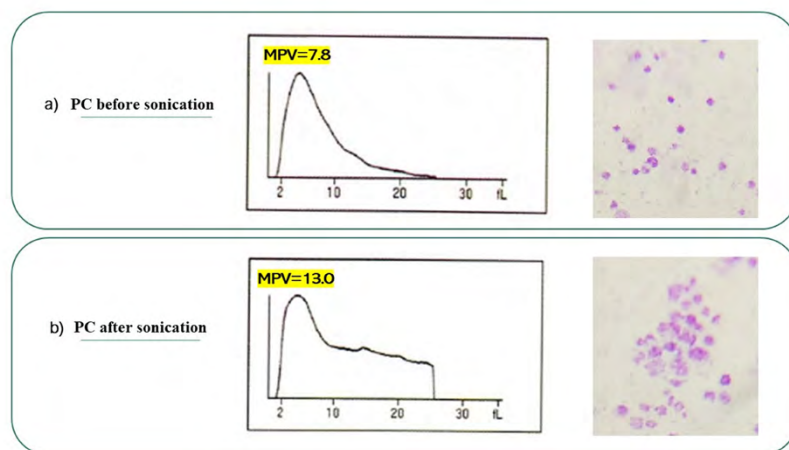 MPV=7.8
a) PC before sonication
2 10 20 30 fL
MPV=13.0
b) PC after sonication
2 10 20 30 fL